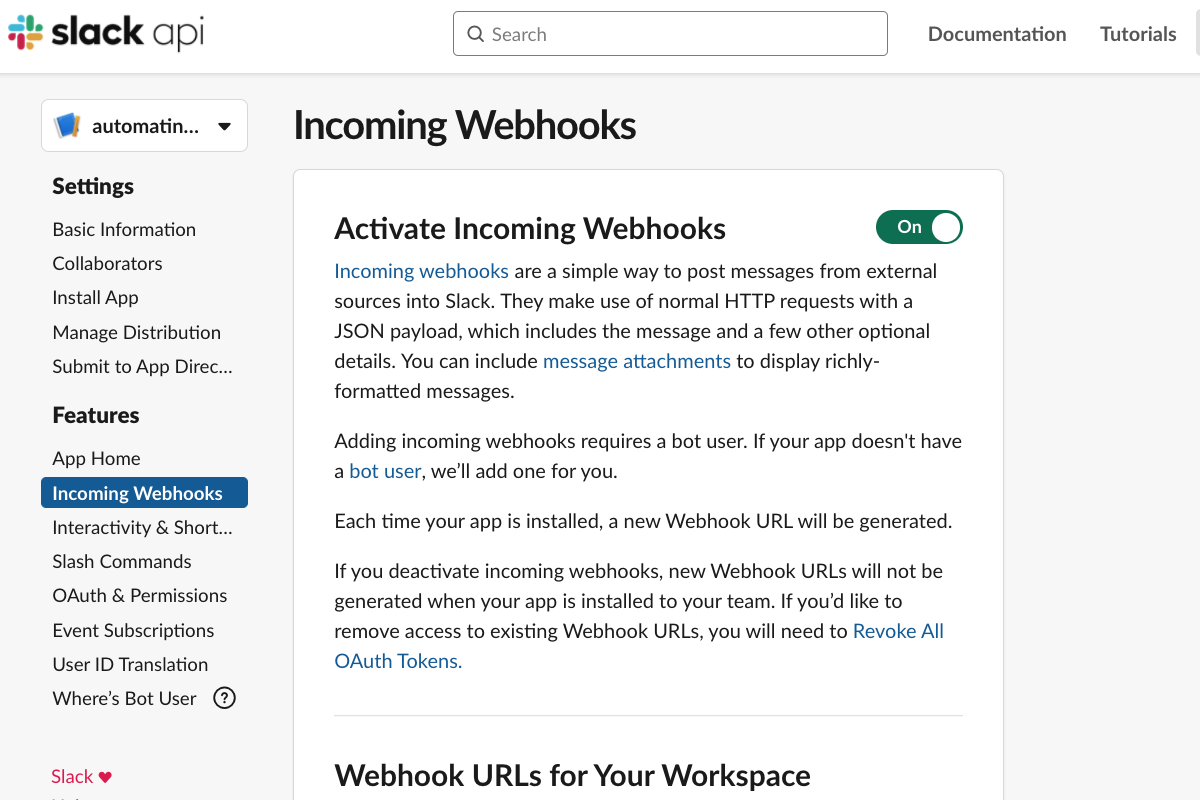 slack api
Search
Documentation
Tutorials
automatin...
Settings
Basic Information
Collaborators
Install App
Manage Distribution
Submit to App Direc...
Features
App Home
Incoming Webhooks
Interactivity & Short...
Slash Commands
OAuth & Permissions
Event Subscriptions
User ID Translation
Where’s Bot User
?
Slack
Incoming Webhooks
Activate Incoming Webhooks
On
Incoming webhooks are a simple way to post messages from external
sources into Slack. They make use of normal HTTP requests with a
JSON payload, which includes the message and a few other optional
details. You can include message attachments to display richly-
formatted messages.
Adding incoming webhooks requires a bot user. If your app doesn't have
a bot user, we’ll add one for you.
Each time your app is installed, a new Webhook URL will be generated.
If you deactivate incoming webhooks, new Webhook URLs will not be
generated when your app is installed to your team. If you’d like to
remove access to existing Webhook URLs, you will need to Revoke All
OAuth Tokens.
Webhook URLs for Your Workspace